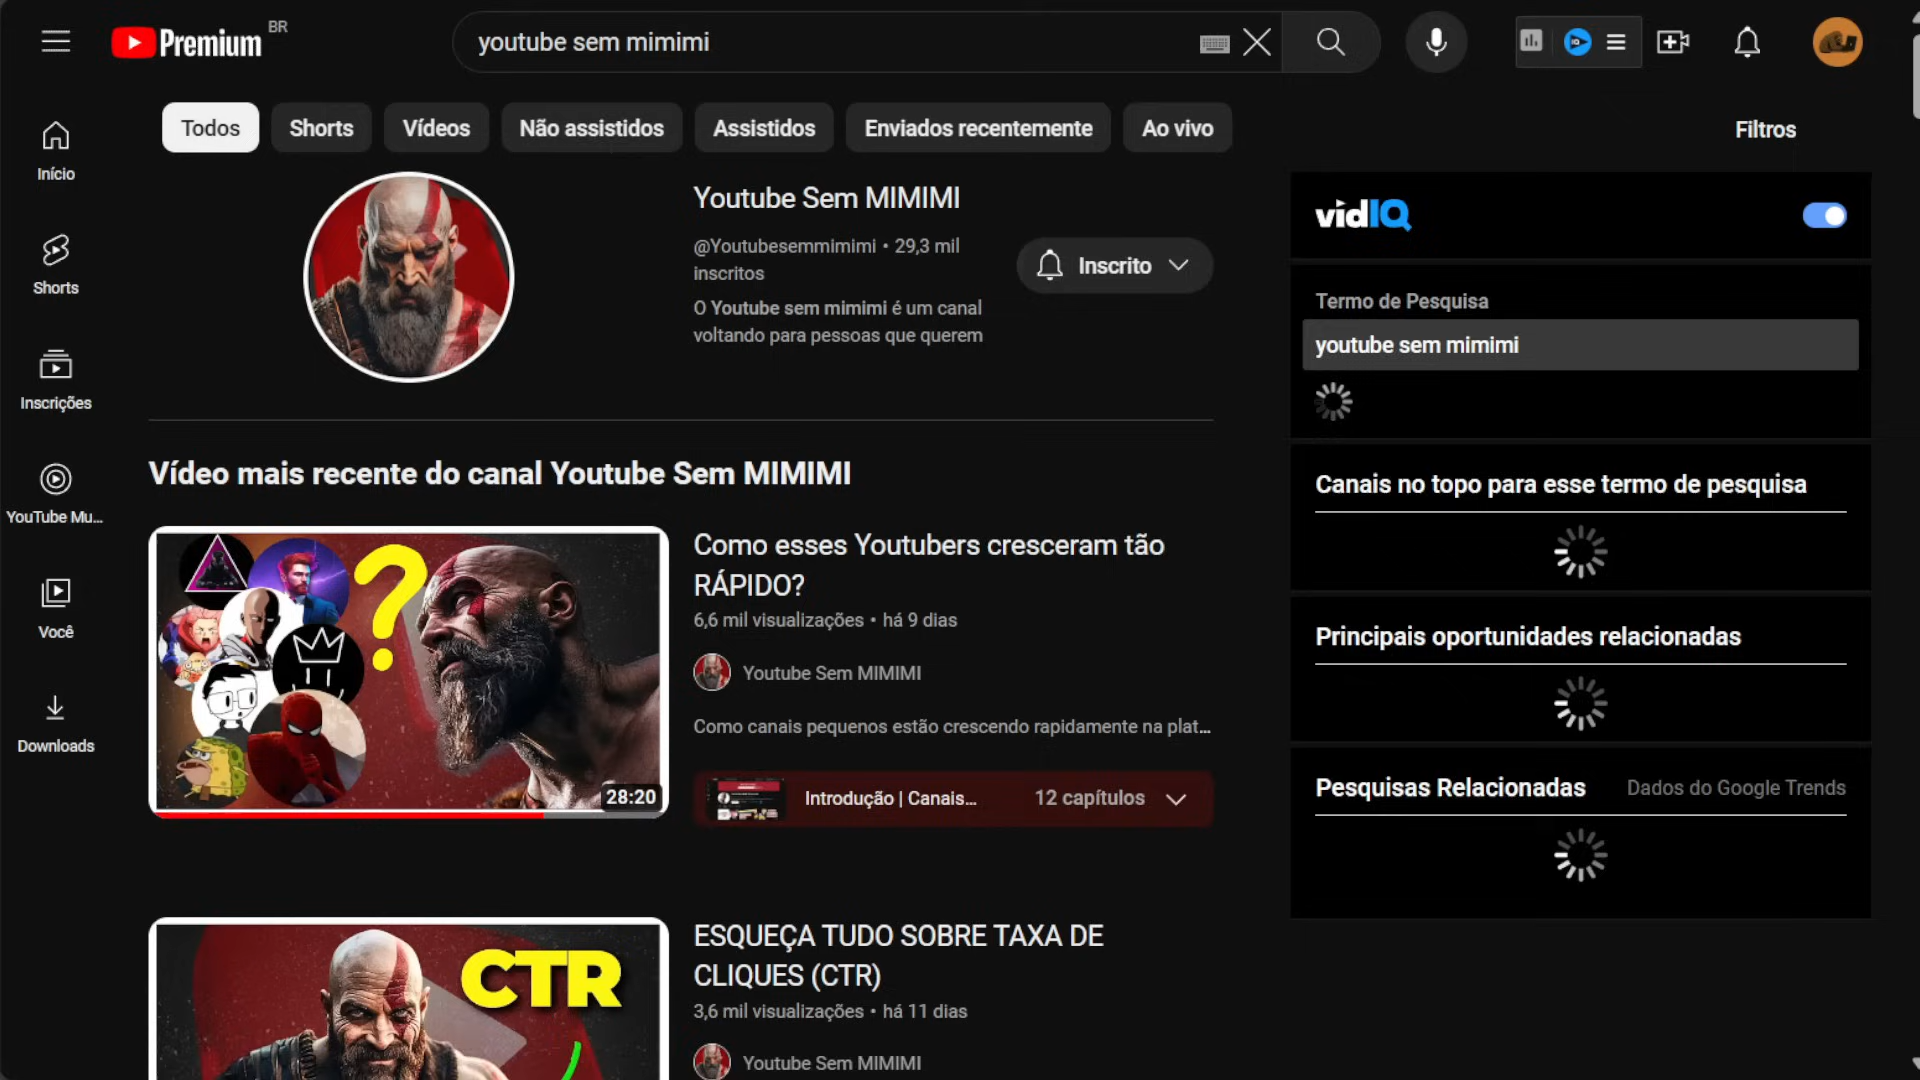 Premium BR
youtube sem mimimi
Todos
Shorts
Vídeos
Não assistidos
Assistidos
Enviados recentemente
Ao vivo
Filtros
Início
Shorts
Inscrições
YouTube Mu...
Você
Downloads
Youtube Sem MIMIMI
@Youtubesemmimimi • 29,3 mil
inscritos
O Youtube sem mimimi é um canal
voltando para pessoas que querem
Inscrito
Vídeo mais recente do canal Youtube Sem MIMIMI
?
28:20
Como esses Youtubers cresceram tão
RÁPIDO?
6,6 mil visualizações • há 9 dias
Youtube Sem MIMIMI
Como canais pequenos estão crescendo rapidamente na plat...
Introdução | Canais...
12 capítulos
CTR
ESQUEÇA TUDO SOBRE TAXA DE
CLIQUES (CTR)
3,6 mil visualizações • há 11 dias
Youtube Sem MIMIMI
vidIQ
Termo de Pesquisa
youtube sem mimimi
Canais no topo para esse termo de pesquisa
Principais oportunidades relacionadas
Pesquisas Relacionadas
Dados do Google Trends